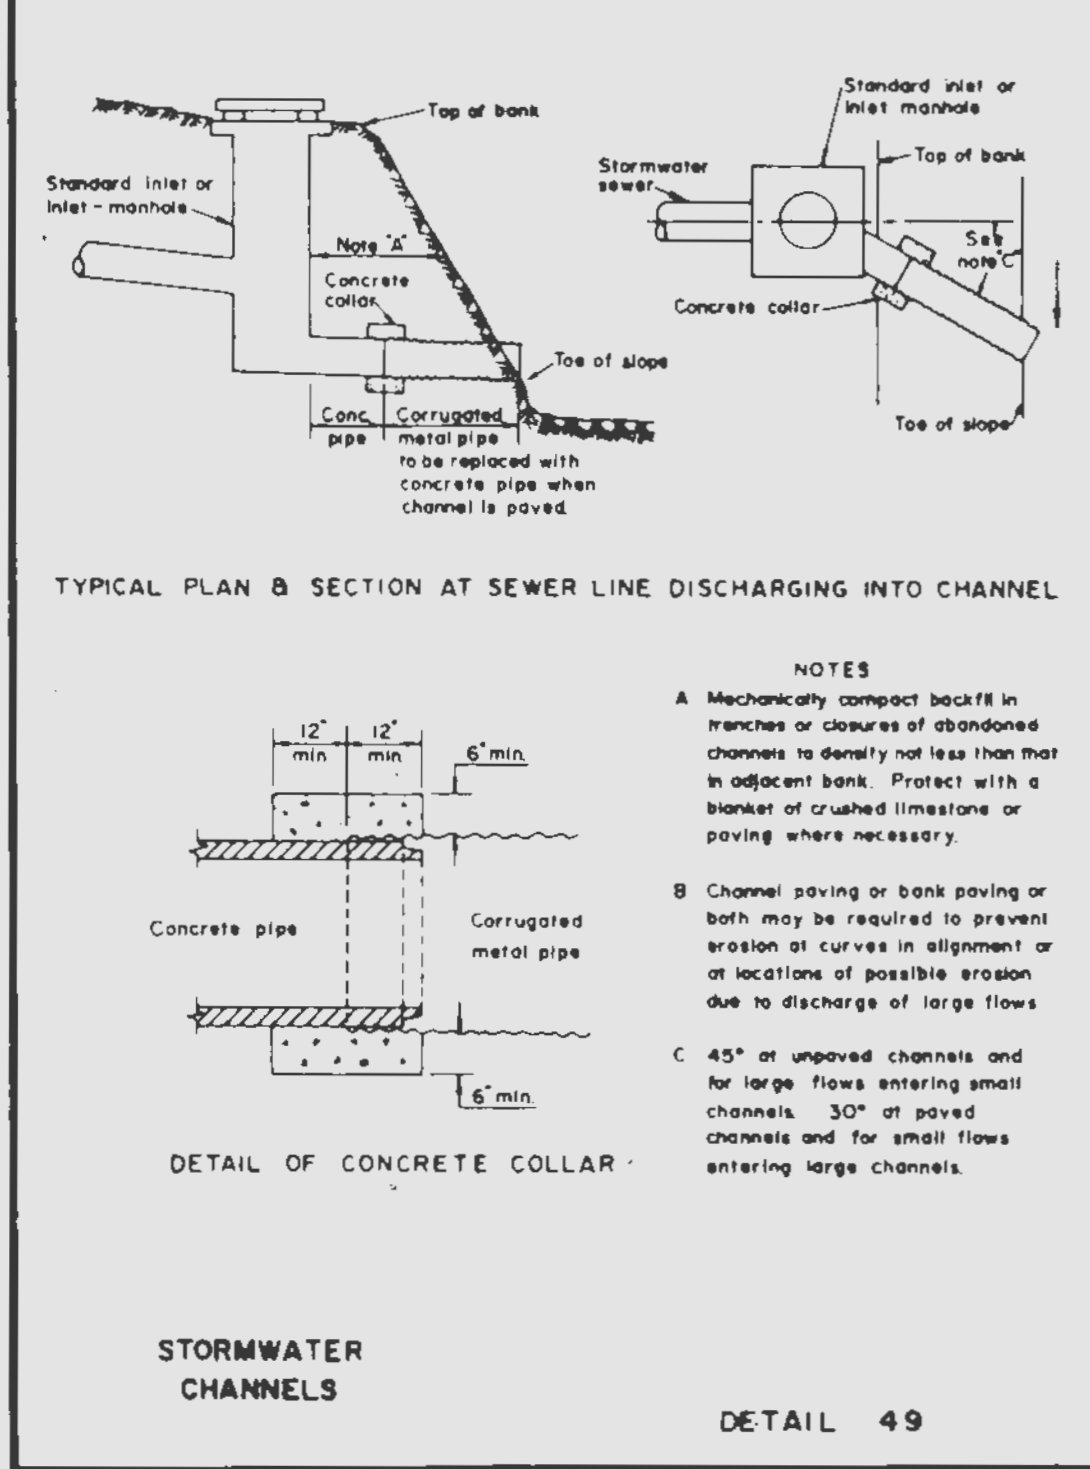 Top of bank
Standard inlet or
Inlet - manhole
Note "A"
Concrete
collar
Toe of slope
Conc.
pipe
Corrugated
metal pipe
to be replaced with
concrete pipe when
channel is paved.
Standard inlet or
Inlet manhole
Top of bank
Stormwater
sewer
See
note "C"
Concrete collar
Toe of slope
TYPICAL PLAN & SECTION AT SEWER LINE DISCHARGING INTO CHANNEL
12"
min.
12"
min.
6" min.
Concrete pipe
Corrugated
metal pipe
6" min.
DETAIL OF CONCRETE COLLAR
NOTES
A Mechanically compact backfill in
trenches or closures of abandoned
channels to density not less than that
in adjacent bank. Protect with a
blanket of crushed limestone or
paving where necessary.
B Channel paving or bank paving or
both may be required to prevent
erosion at curves in alignment or
at locations of possible erosion
due to discharge of large flows
C 45° at unpaved channels and
for large flows entering small
channels. 30° at paved
channels and for small flows
entering large channels.
STORMWATER
CHANNELS
DETAIL 49